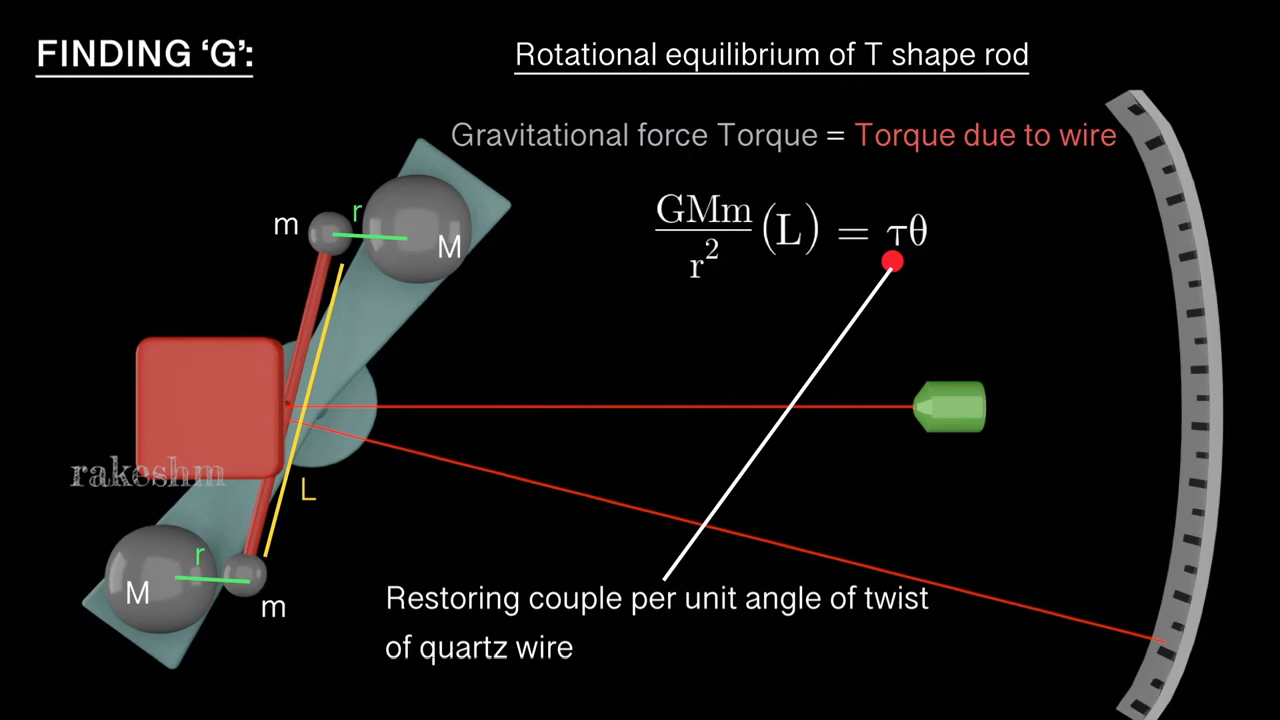 FINDING ‘G’:
Rotational equilibrium of T shape rod
Gravitational force Torque = Torque due to wire
GMm/r² (L) = τθ
m
r
M
L
rakeshm
r
M
m
Restoring couple per unit angle of twist
of quartz wire